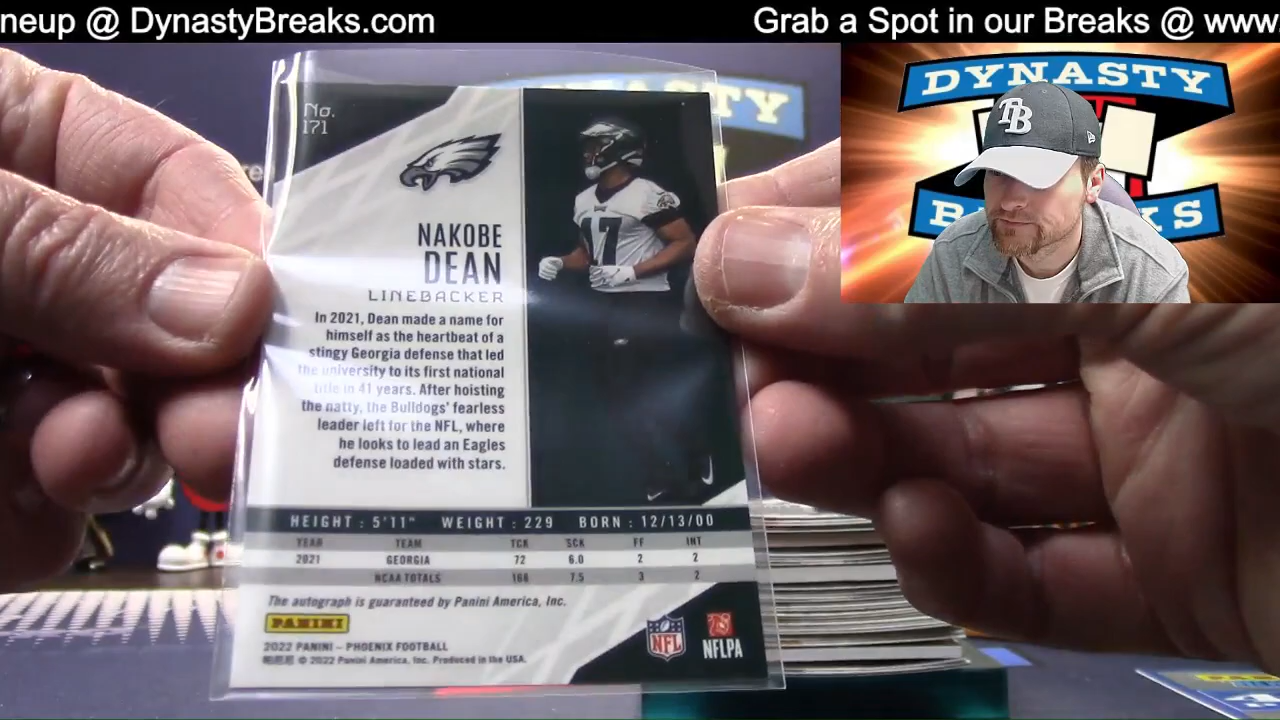 neup @ DynastyBreaks.com
Grab a Spot in our Breaks @ www.
DYNASTY
TB
No.
171
NAKOBE
DEAN
LINEBACKER
17
In 2021, Dean made a name for
himself as the heartbeat of a
stingy Georgia defense that led
the university to its first national
title in 41 years. After hoisting
the natty, the Bulldogs' fearless
leader left for the NFL, where
he looks to lead an Eagles
defense loaded with stars.
HEIGHT : 5'11" WEIGHT : 229 BORN : 12/13/00
YEAR TEAM TCK SCK FF INT
2021 GEORGIA 72 6.0 2 2
NCAA TOTALS 168 7.5 3 2
The autograph is guaranteed by Panini America, Inc.
PANINI
2022 PANINI – PHOENIX FOOTBALL
© 2022 Panini America, Inc. Produced in the USA.
NFL
NFLPA